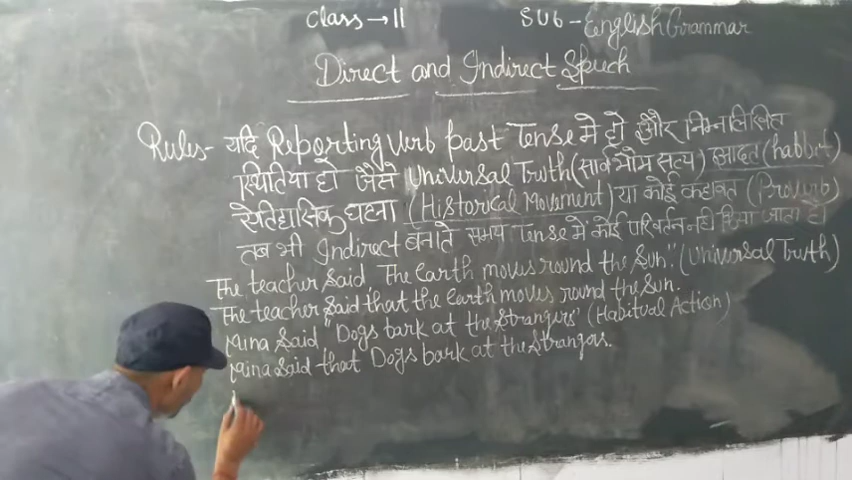 Class → 11 SUB - English Grammar
Direct and Indirect Speech
Rules - यदि Reporting Verb past Tense में हो और निम्नलिखित
स्थितिया हो जैसे Universal Truth (सार्वभौम सत्य) आदत (habbit)
ऐतिहासिक घटना (Historical Movement) या कोई कहावत (Proverb)
तब भी Indirect बनाते समय Tense में कोई परिवर्तन नही किया जाता है
The teacher said, The Earth moves round the Sun." (Universal Truth)
The teacher said that the Earth moves round the Sun.
Mina Said "Dogs bark at the Strangers" (Habitual Action)
Mina Said that Dogs bark at the Strangers.